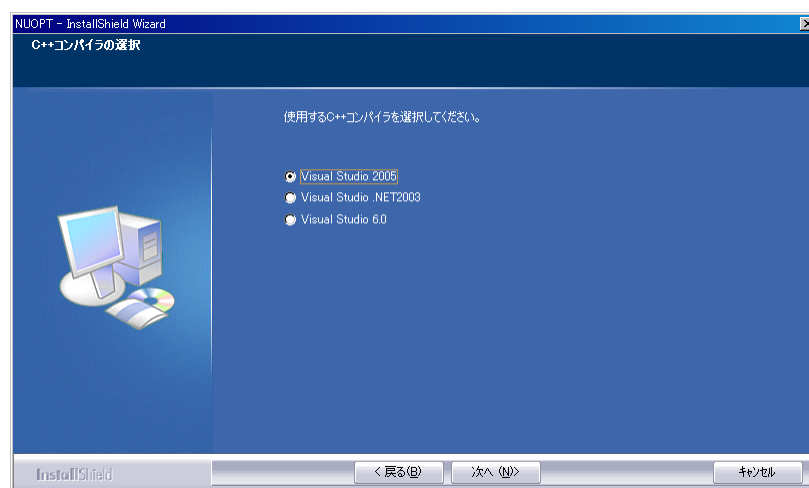 NUOPT - InstallShield Wizard
C++コンパイラの選択
使用するC++コンパイラを選択してください。
Visual Studio 2005
Visual Studio .NET2003
Visual Studio 6.0
InstallShield
< 戻る(B)
次へ (N)>
キャンセル